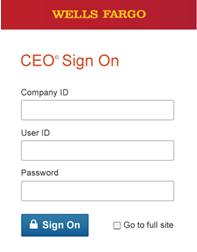 WELLS FARGO
CEO® Sign On
Company ID
User ID
Password
Sign On
Go to full site